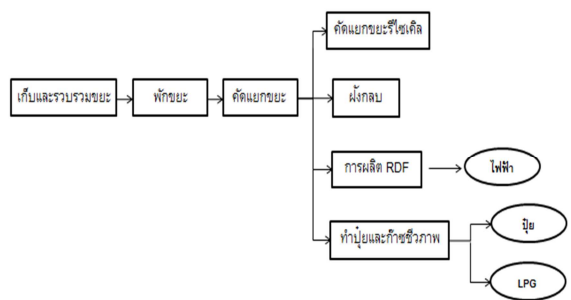 คัดแยกขยะรีไซเคิล
เก็บและรวบรวมขยะ
พักขยะ
คัดแยกขยะ
ฝังกลบ
การผลิต RDF
ไฟฟ้า
ทำปุ๋ยและก๊าซชีวภาพ
ปุ๋ย
LPG